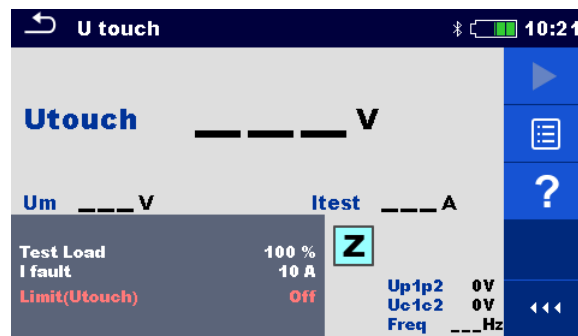 U touch 10:21
Utouch ___ V
?
Um ___ V Itest ___ A
Test Load 100 %
I fault 10 A
Limit(Utouch) Off
Z
Up1p2 0V
Uc1c2 0V
Freq ___Hz